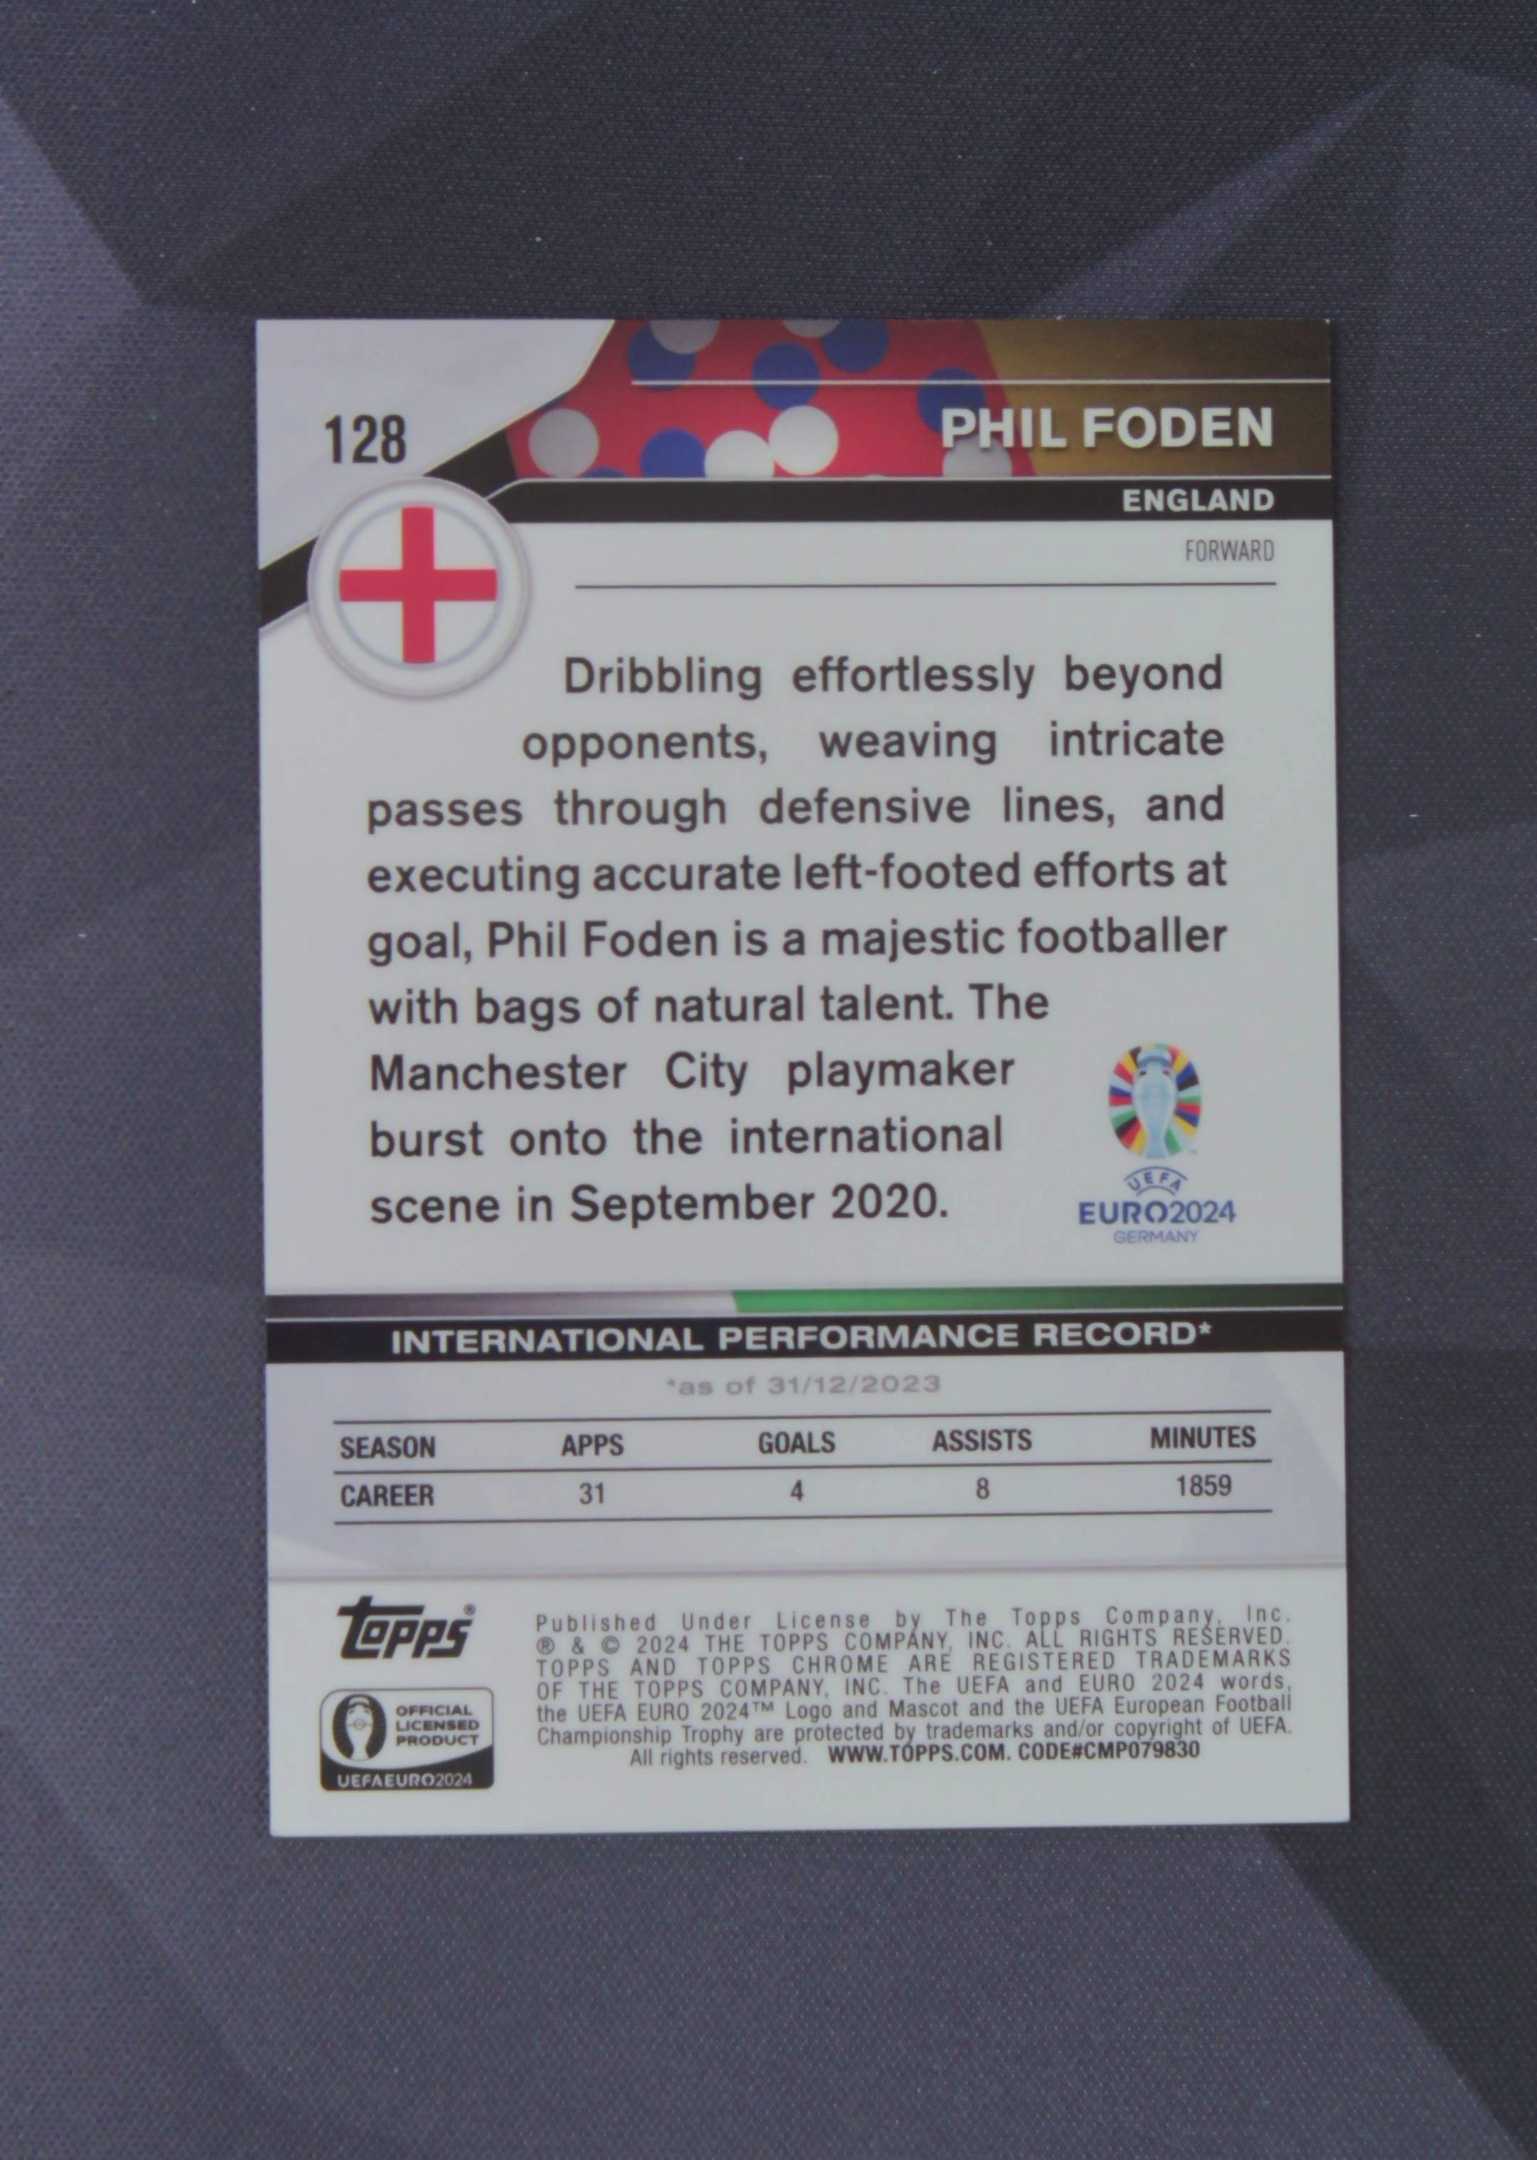 128
PHIL FODEN
ENGLAND
FORWARD
Dribbling effortlessly beyond
opponents, weaving intricate
passes through defensive lines, and
executing accurate left-footed efforts at
goal, Phil Foden is a majestic footballer
with bags of natural talent. The
Manchester City playmaker
burst onto the international
scene in September 2020.
UEFA
EURO2024
GERMANY
INTERNATIONAL PERFORMANCE RECORD*
*as of 31/12/2023
SEASON APPS GOALS ASSISTS MINUTES
CAREER 31 4 8 1859
Topps®
OFFICIAL
LICENSED
PRODUCT
UEFAEURO2024
Published Under License by The Topps Company, Inc.
® & © 2024 THE TOPPS COMPANY, INC. ALL RIGHTS RESERVED.
TOPPS AND TOPPS CHROME ARE REGISTERED TRADEMARKS
OF THE TOPPS COMPANY, INC. The UEFA and EURO 2024 words,
the UEFA EURO 2024™ Logo and Mascot and the UEFA European Football
Championship Trophy are protected by trademarks and/or copyright of UEFA.
All rights reserved. WWW.TOPPS.COM. CODE#CMP079830